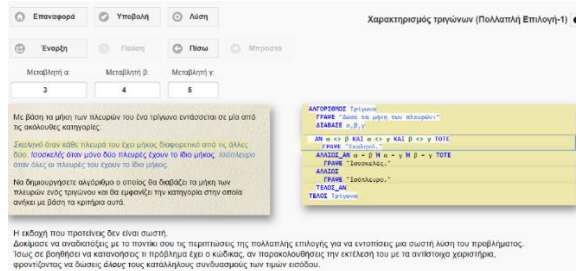 Επαναφορά Υποβολή Λύση
Χαρακτηρισμός τριγώνων (Πολλαπλή Επιλογή-1)
Έναρξη Παύση Πίσω Μπροστά
Μεταβλητή α: Μεταβλητή β: Μεταβλητή γ:
3 4 5
Με βάση τα μήκη των πλευρών του ένα τρίγωνο εντάσσεται σε μία από
τις ακόλουθες κατηγορίες:
Σκαληνό όταν κάθε πλευρά του έχει μήκος διαφορετικό από τις άλλες
δύο. Ισοσκελές όταν μόνο δύο πλευρές έχουν το ίδιο μήκος. Ισόπλευρο
όταν όλες οι πλευρές του έχουν το ίδιο μήκος.
Να δημιουργήσετε αλγόριθμο ο οποίος θα διαβάζει τα μήκη των
πλευρών ενός τριγώνου και θα εμφανίζει την κατηγορία στην οποία
ανήκει με βάση τα κριτήρια αυτά.
ΑΛΓΟΡΙΘΜΟΣ Τρίγωνα
ΓΡΑΨΕ "Δώσε τα μήκη των πλευρών:"
ΔΙΑΒΑΣΕ α,β,γ
ΑΝ α <> β ΚΑΙ α <> γ ΚΑΙ β <> γ ΤΟΤΕ
ΓΡΑΨΕ "Σκαληνό."
ΑΛΛΙΩΣ_ΑΝ α = β Ή α = γ Ή β = γ ΤΟΤΕ
ΓΡΑΨΕ "Ισοσκελές."
ΑΛΛΙΩΣ
ΓΡΑΨΕ "Ισόπλευρο."
ΤΕΛΟΣ_ΑΝ
ΤΕΛΟΣ Τρίγωνα
Η εκδοχή που προτείνεις δεν είναι σωστή.
Δοκίμασε να αναδιατάξεις με το ποντίκι σου τις περιπτώσεις της πολλαπλής επιλογής για να εντοπίσεις μια σωστή λύση του προβλήματος.
Ίσως σε βοηθήσει να κατανοήσεις τι πρόβλημα έχει ο κώδικας, αν παρακολουθήσεις την εκτέλεσή του με τα αντίστοιχα χειριστήρια,
φροντίζοντας να δώσεις όλους τους κατάλληλους συνδυασμούς των τιμών εισόδου.